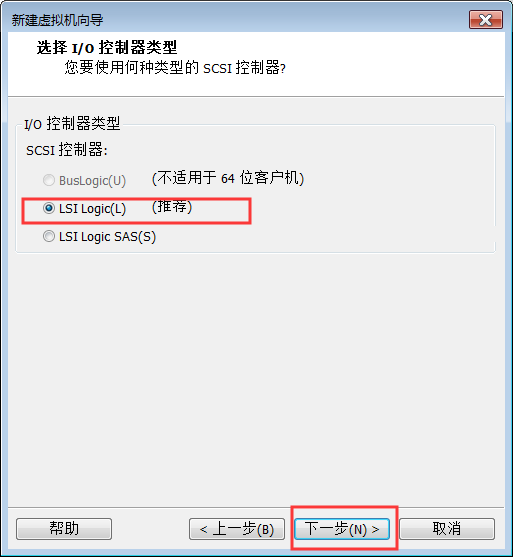 新建虚拟机向导
选择 I/O 控制器类型
您要使用何种类型的 SCSI 控制器?
I/O 控制器类型
SCSI 控制器:
BusLogic(U) (不适用于 64 位客户机)
LSI Logic(L) (推荐)
LSI Logic SAS(S)
帮助 < 上一步(B) 下一步(N) > 取消